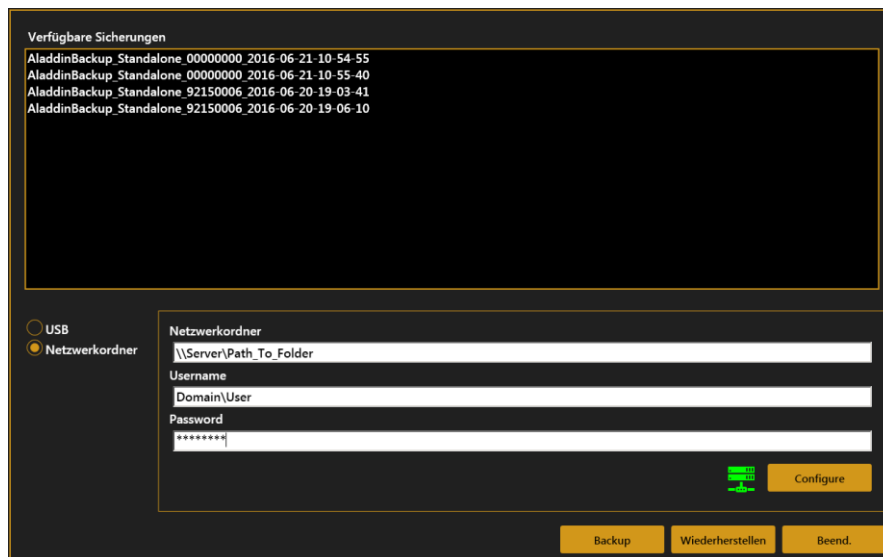 Verfügbare Sicherungen
AladdinBackup_Standalone_00000000_2016-06-21-10-54-55
AladdinBackup_Standalone_00000000_2016-06-21-10-55-40
AladdinBackup_Standalone_92150006_2016-06-20-19-03-41
AladdinBackup_Standalone_92150006_2016-06-20-19-06-10
USB
Netzwerkordner
Netzwerkordner
\\Server\Path_To_Folder
Username
Domain\User
Password
********
Configure
Backup
Wiederherstellen
Beend.